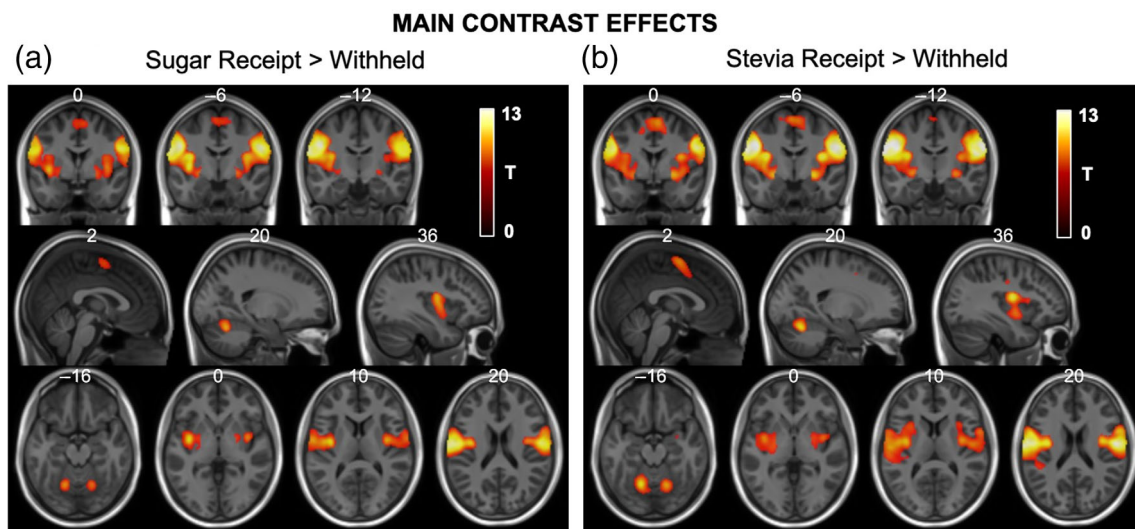 MAIN CONTRAST EFFECTS
(a) Sugar Receipt > Withheld
0 –6 –12
13
T
0
2 20 36
–16 0 10 20
(b) Stevia Receipt > Withheld
0 –6 –12
13
T
0
2 20 36
–16 0 10 20